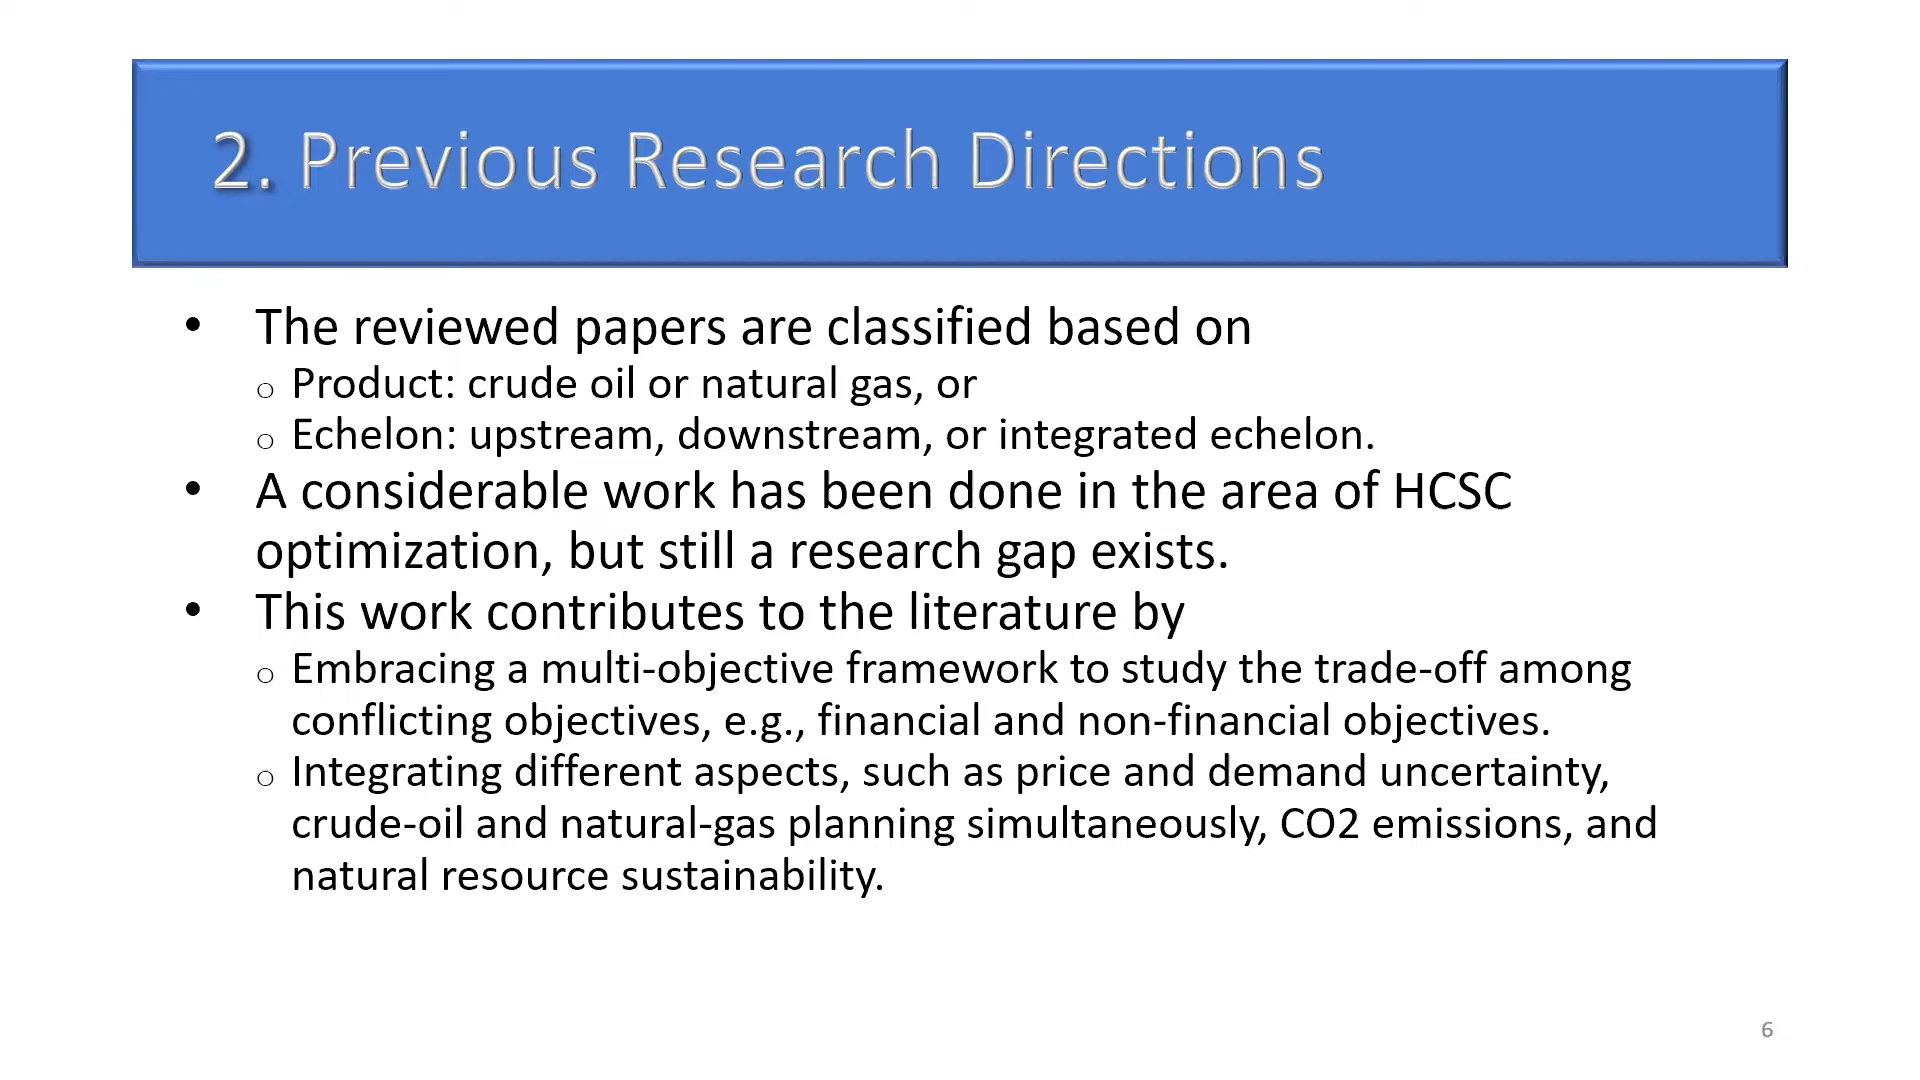 2. Previous Research Directions
• The reviewed papers are classified based on
o Product: crude oil or natural gas, or
o Echelon: upstream, downstream, or integrated echelon.
• A considerable work has been done in the area of HCSC
optimization, but still a research gap exists.
• This work contributes to the literature by
o Embracing a multi-objective framework to study the trade-off among
conflicting objectives, e.g., financial and non-financial objectives.
o Integrating different aspects, such as price and demand uncertainty,
crude-oil and natural-gas planning simultaneously, CO2 emissions, and
natural resource sustainability.
6